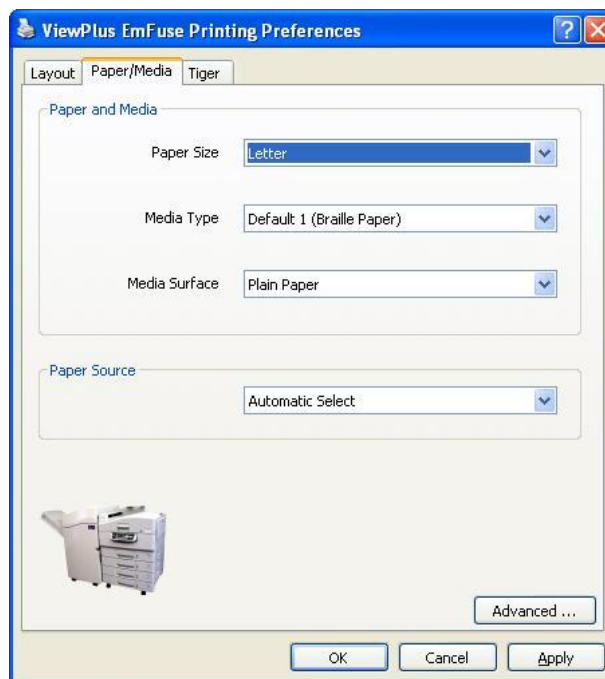 ViewPlus EmFuse Printing Preferences
Layout Paper/Media Tiger
Paper and Media
Paper Size Letter
Media Type Default 1 (Braille Paper)
Media Surface Plain Paper
Paper Source
Automatic Select
Advanced ...
OK Cancel Apply